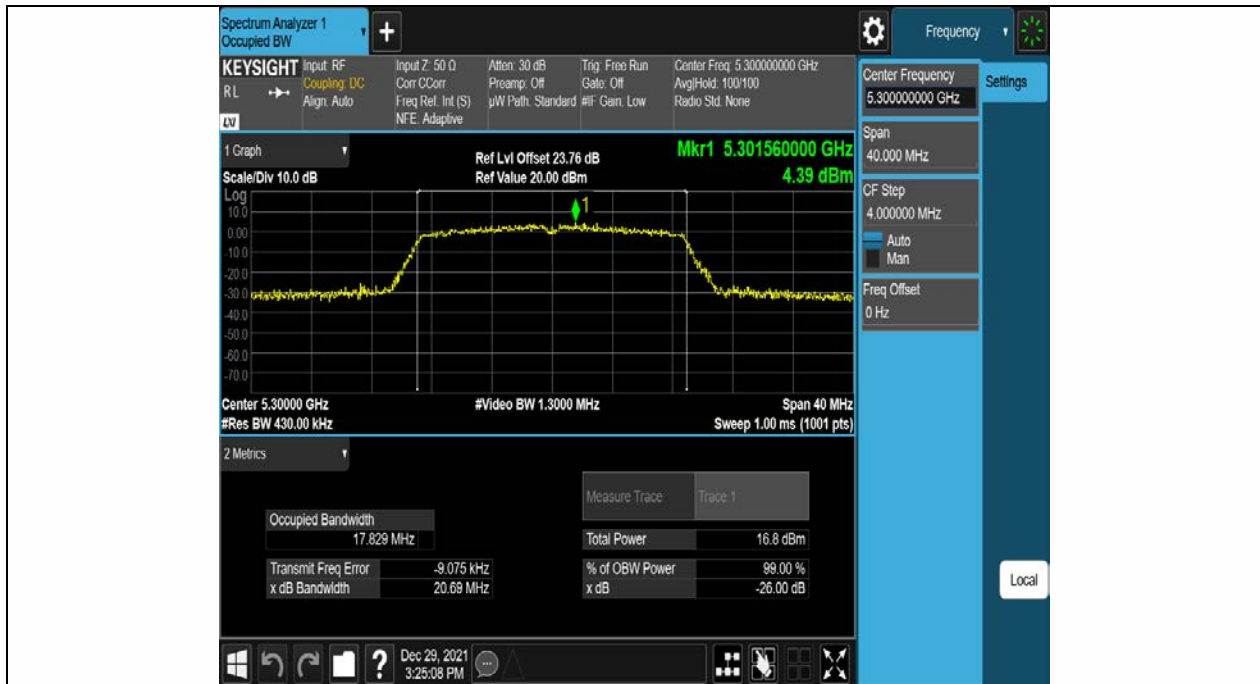 Spectrum Analyzer 1
Occupied BW
+
Frequency
KEYSIGHT
RL
LXI
Input: RF
Coupling: DC
Align: Auto
Input Z: 50 Ω
Corr CCorr
Freq Ref: Int (S)
NFE: Adaptive
Atten: 30 dB
Preamp: Off
µW Path: Standard
Trig: Free Run
Gate: Off
#IF Gain: Low
Center Freq: 5.300000000 GHz
Avg|Hold: 100/100
Radio Std: None
Center Frequency
5.300000000 GHz
Settings
Span
40.000 MHz
CF Step
4.000000 MHz
Auto
Man
Freq Offset
0 Hz
Local
1 Graph
Scale/Div 10.0 dB
Ref Lvl Offset 23.76 dB
Ref Value 20.00 dBm
Mkr1 5.301560000 GHz
4.39 dBm
Log
1
10.0
0.00
-10.0
-20.0
-30.0
-40.0
-50.0
-60.0
-70.0
Center 5.30000 GHz
#Res BW 430.00 kHz
#Video BW 1.3000 MHz
Span 40 MHz
Sweep 1.00 ms (1001 pts)
2 Metrics
Measure Trace Trace 1
Occupied Bandwidth
17.829 MHz
Total Power 16.8 dBm
Transmit Freq Error -9.075 kHz
% of OBW Power 99.00 %
x dB Bandwidth 20.69 MHz
x dB -26.00 dB
?
Dec 29, 2021
3:25:08 PM